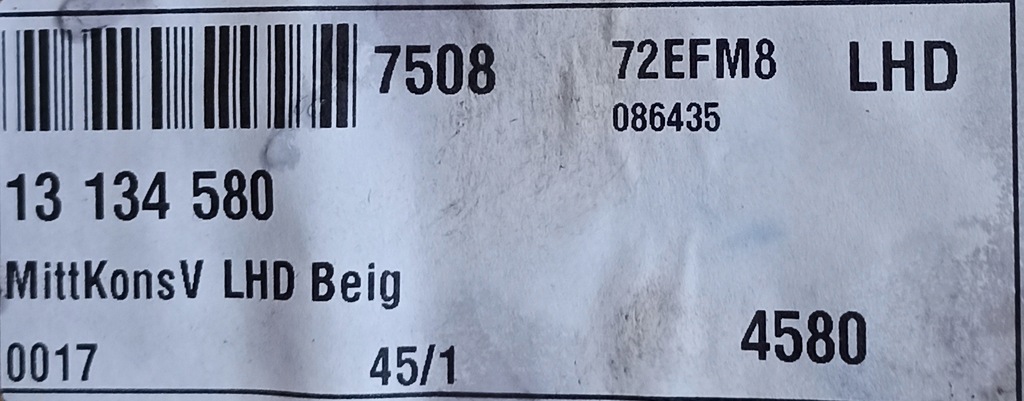 7508 72EFM8 LHD
086435
13 134 580
MittKonsV LHD Beig
4580
0017 45/1